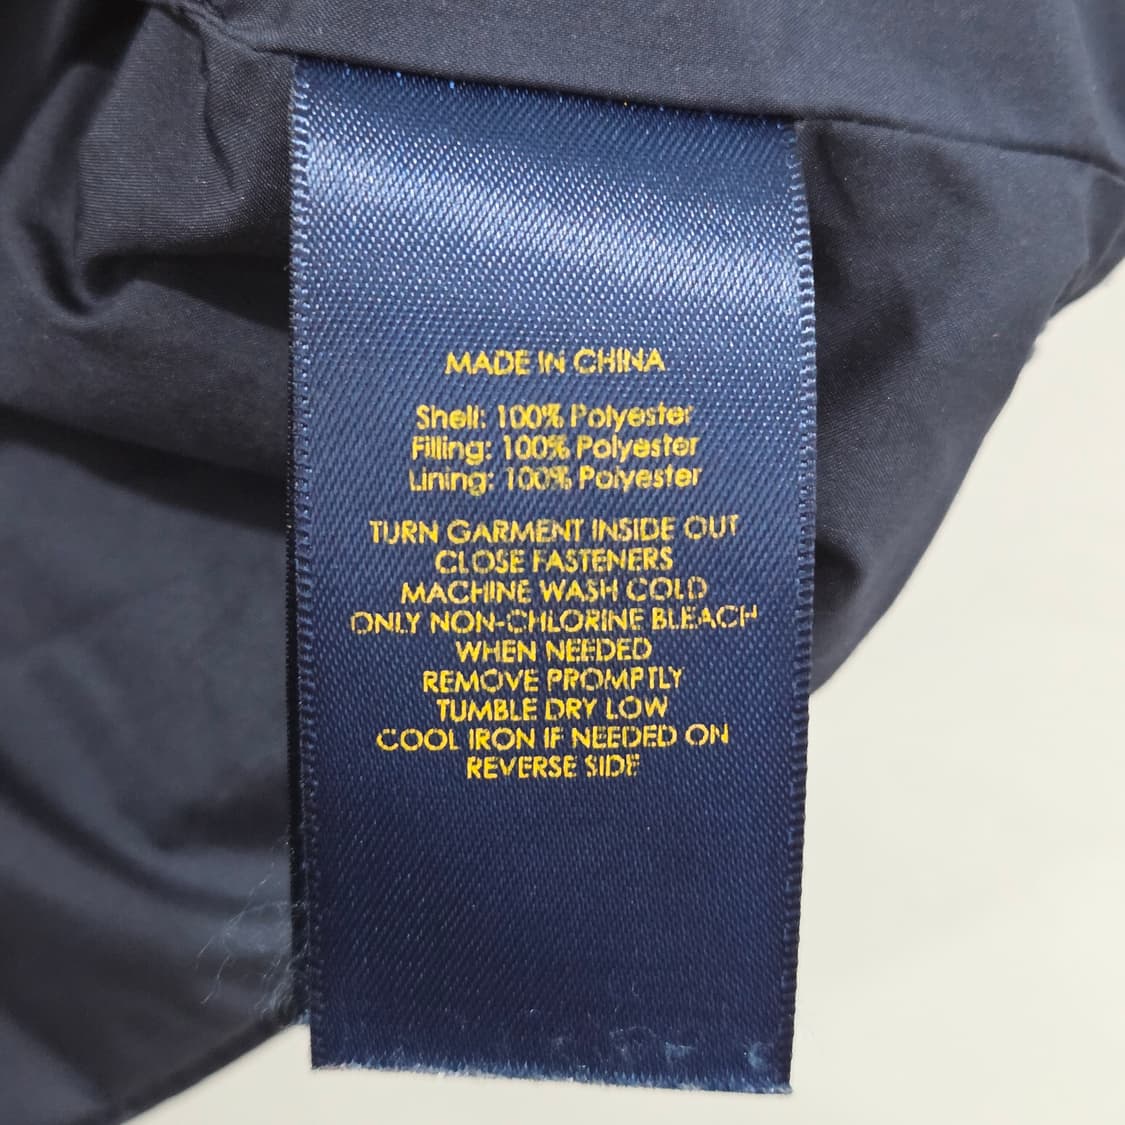 MADE IN CHINA
Shell: 100% Polyester
Filling: 100% Polyester
Lining: 100% Polyester
TURN GARMENT INSIDE OUT
CLOSE FASTENERS
MACHINE WASH COLD
ONLY NON-CHLORINE BLEACH
WHEN NEEDED
REMOVE PROMPTLY
TUMBLE DRY LOW
COOL IRON IF NEEDED ON
REVERSE SIDE